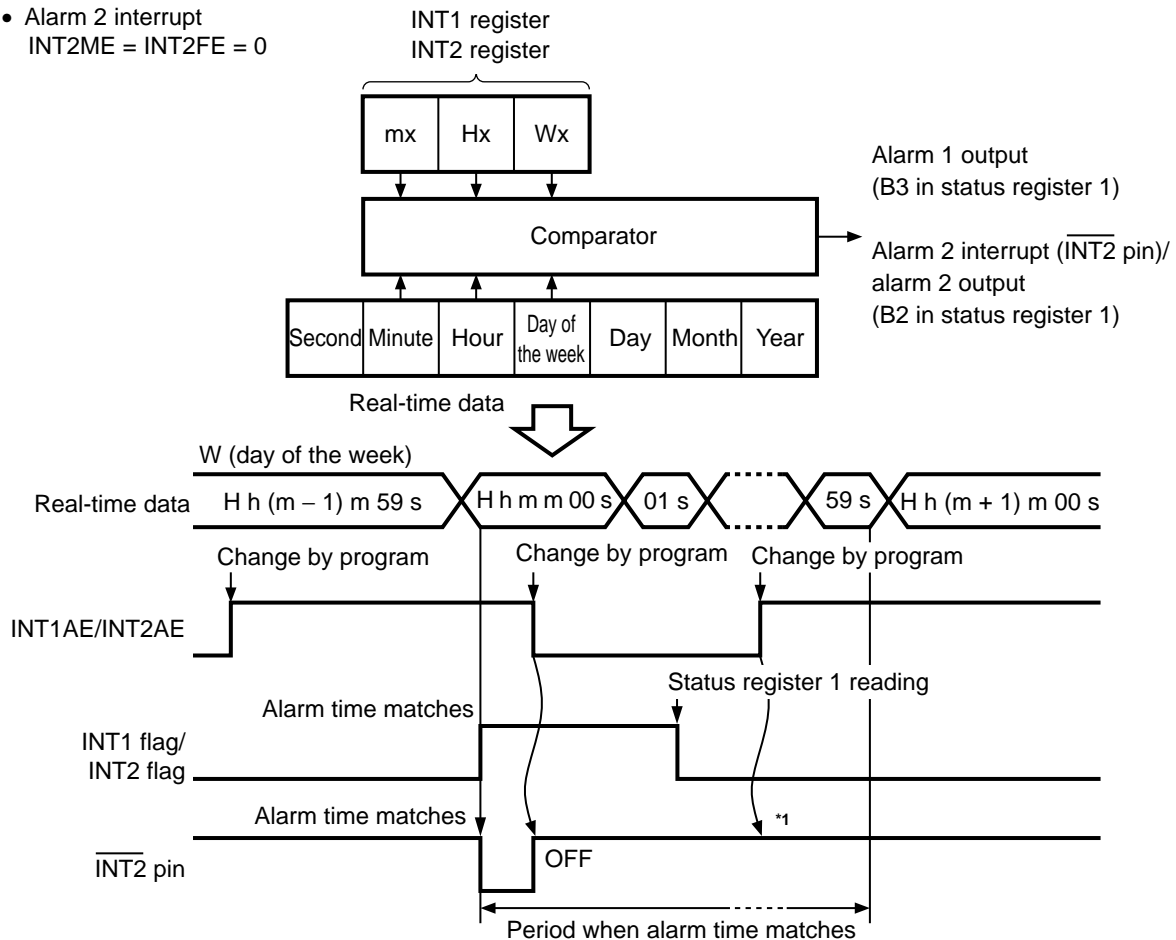 • Alarm 2 interrupt
INT2ME = INT2FE = 0
INT1 register
INT2 register
mx
Hx
Wx
Alarm 1 output
(B3 in status register 1)
Comparator
Alarm 2 interrupt (INT2 pin)/
alarm 2 output
(B2 in status register 1)
Second
Minute
Hour
Day of
the week
Day
Month
Year
Real-time data
W (day of the week)
Real-time data
H h (m − 1) m 59 s
H h m m 00 s
01 s
59 s
H h (m + 1) m 00 s
Change by program
Change by program
Change by program
INT1AE/INT2AE
Status register 1 reading
Alarm time matches
INT1 flag/
INT2 flag
Alarm time matches
*1
INT2 pin
OFF
Period when alarm time matches